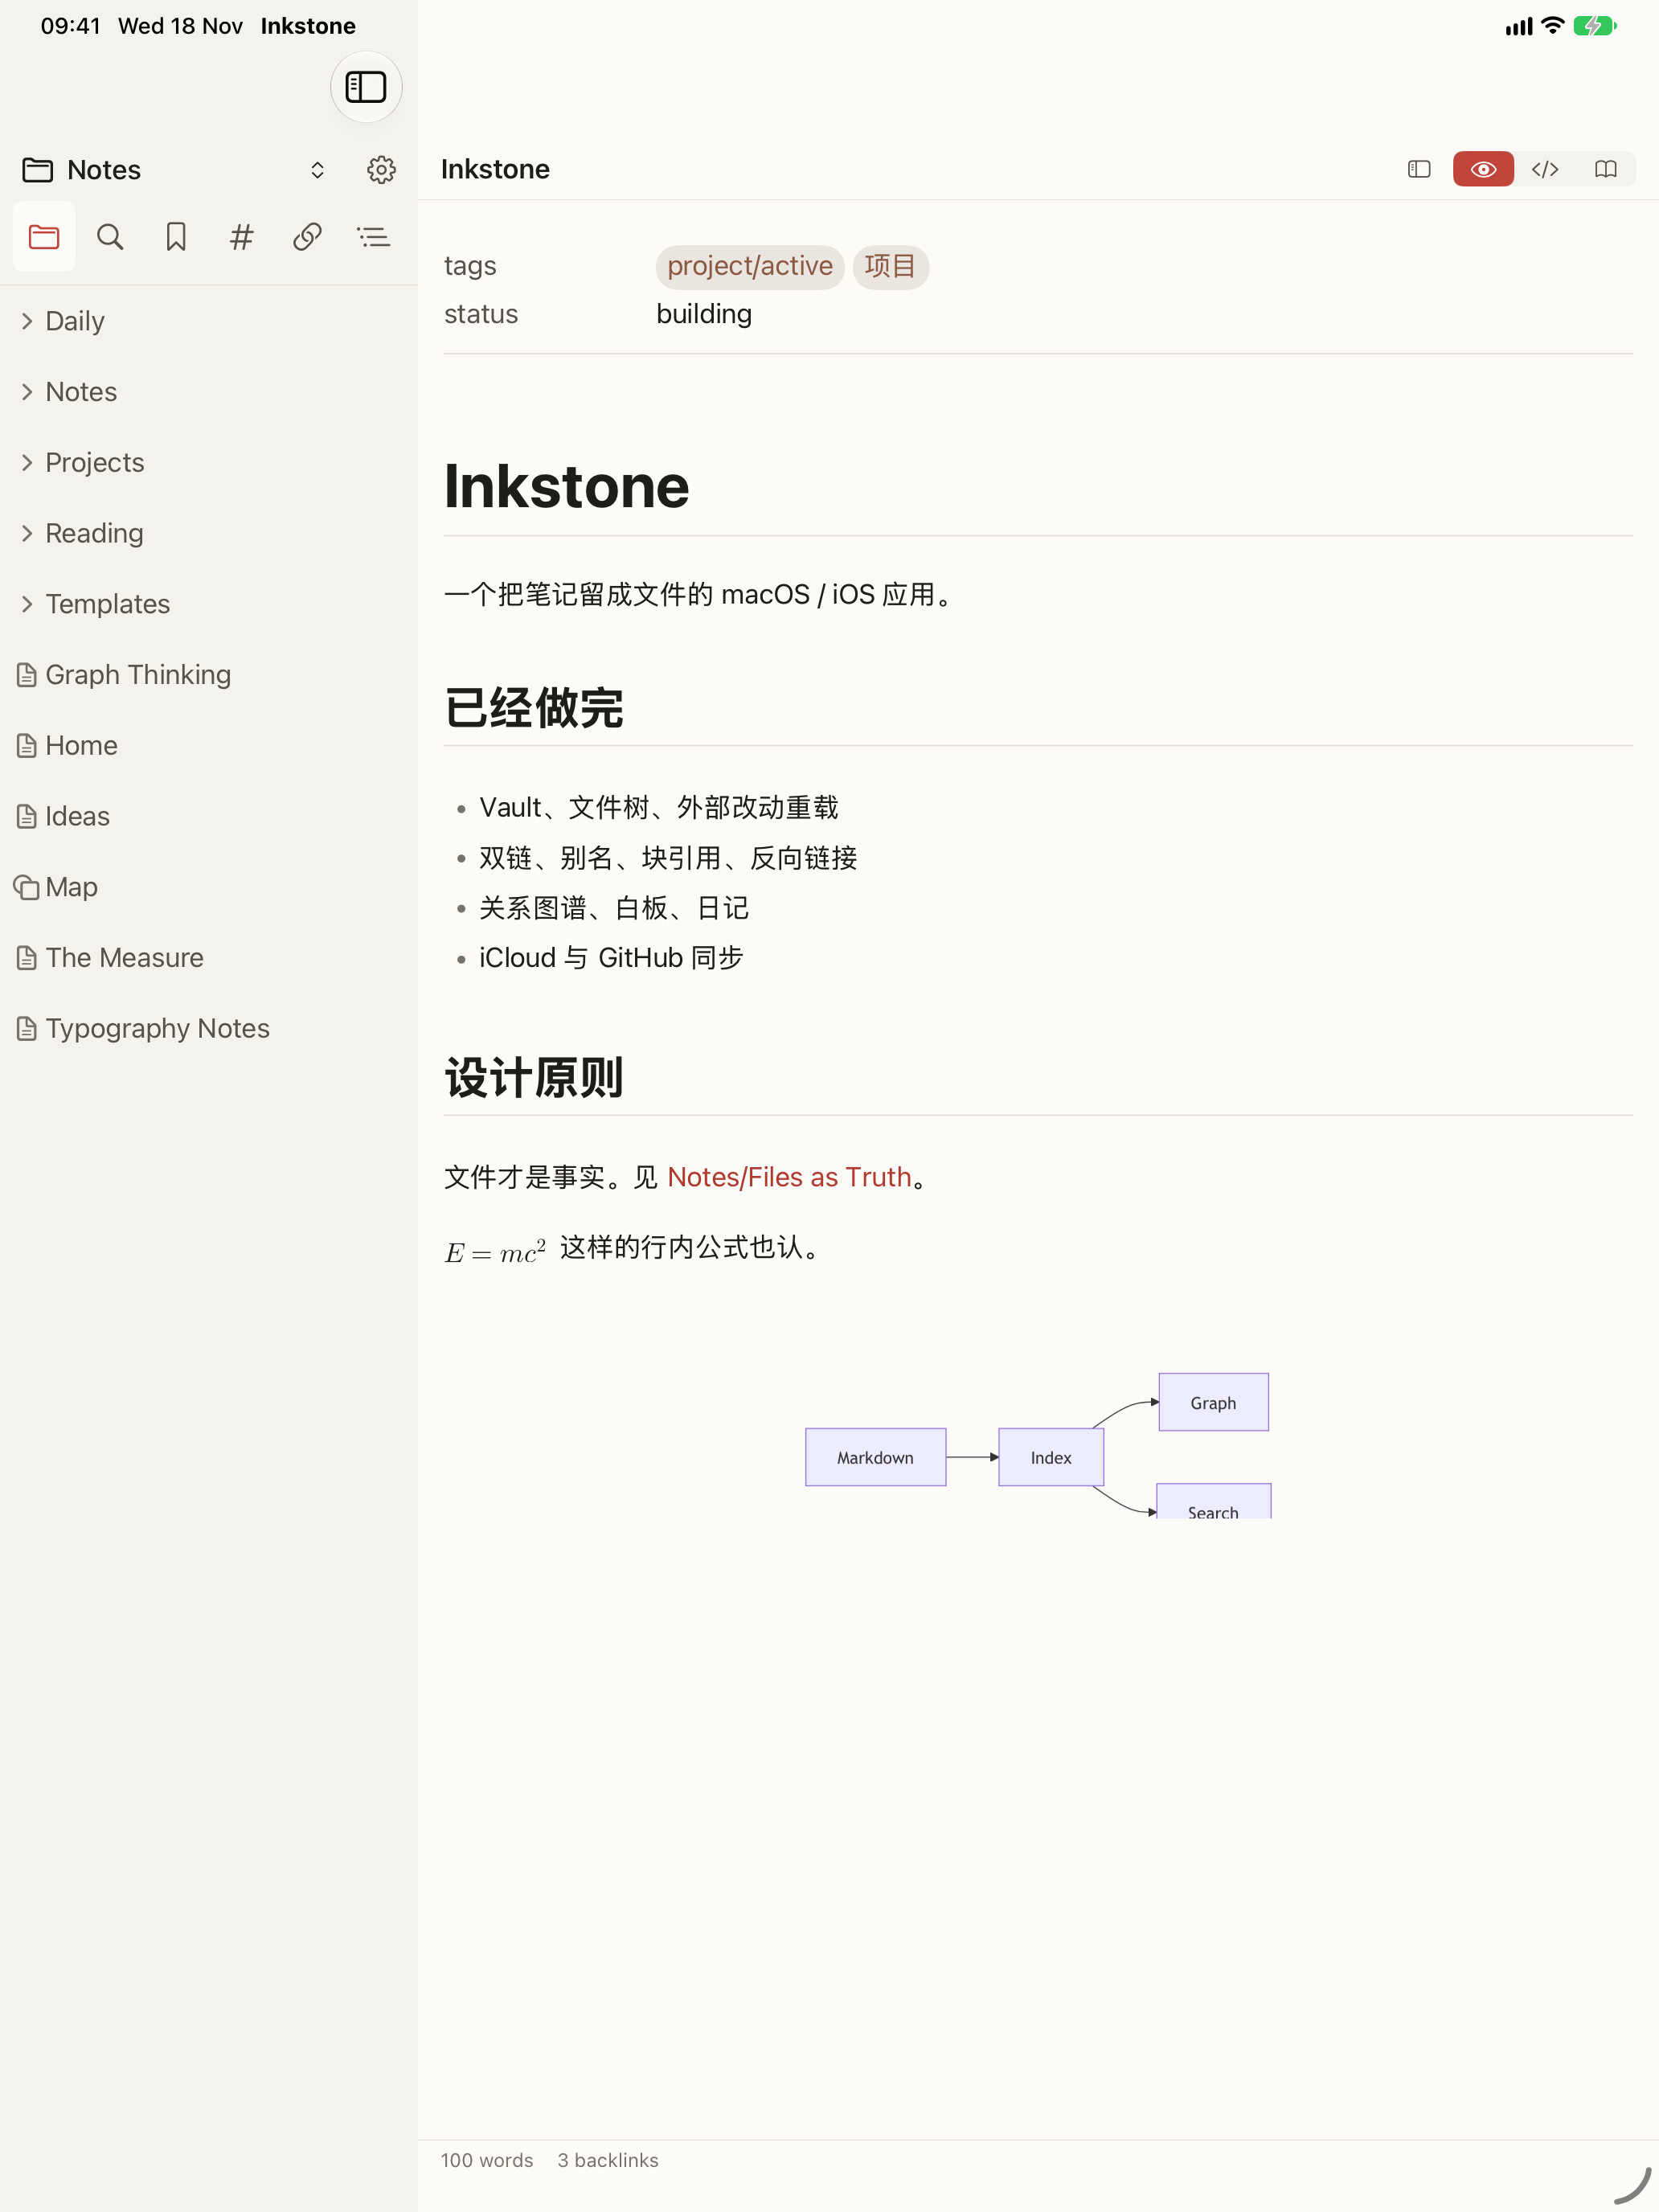 09:41 Wed 18 Nov Inkstone
Notes
Daily
Notes
Projects
Reading
Templates
Graph Thinking
Home
Ideas
Map
The Measure
Typography Notes
Inkstone
tags project/active 项目
status building
Inkstone
一个把笔记留成文件的 macOS / iOS 应用。
已经做完
• Vault、文件树、外部改动重载
• 双链、别名、块引用、反向链接
• 关系图谱、白板、日记
• iCloud 与 GitHub 同步
设计原则
文件才是事实。见 Notes/Files as Truth。
E = mc² 这样的行内公式也认。
Graph
Markdown
Index
Search
100 words 3 backlinks